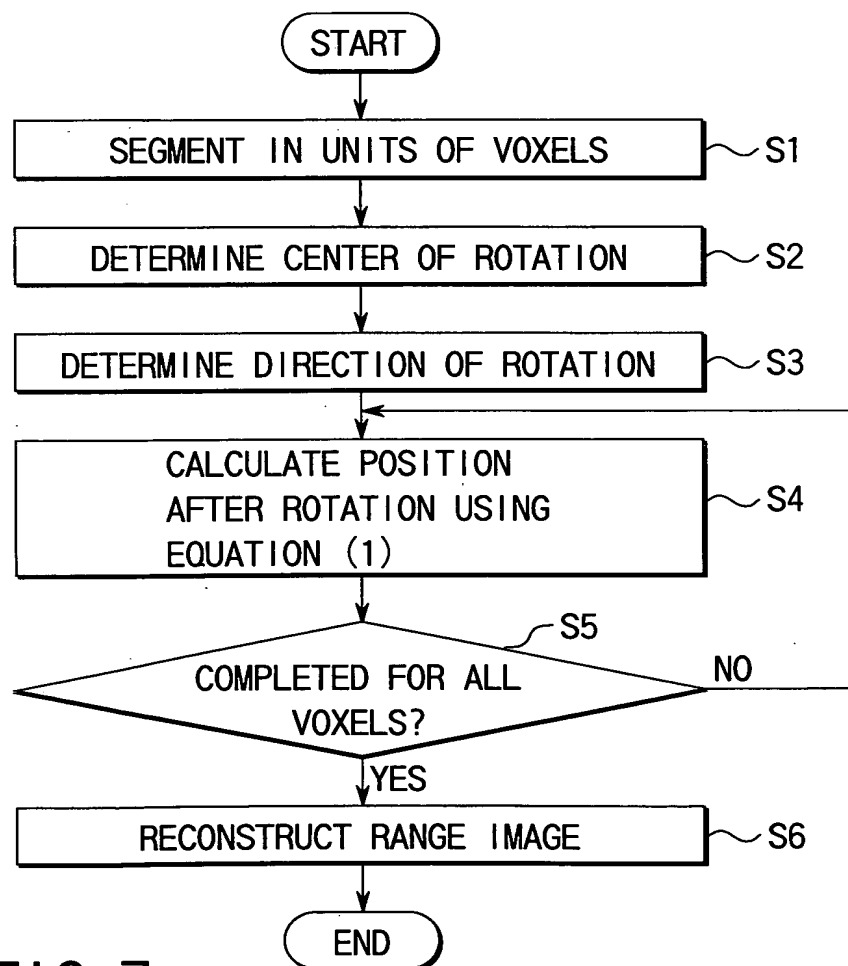 START
SEGMENT IN UNITS OF VOXELS
S1
DETERMINE CENTER OF ROTATION
S2
DETERMINE DIRECTION OF ROTATION
S3
CALCULATE POSITION
AFTER ROTATION USING
EQUATION (1)
S4
S5
COMPLETED FOR ALL
VOXELS?
NO
YES
RECONSTRUCT RANGE IMAGE
S6
END